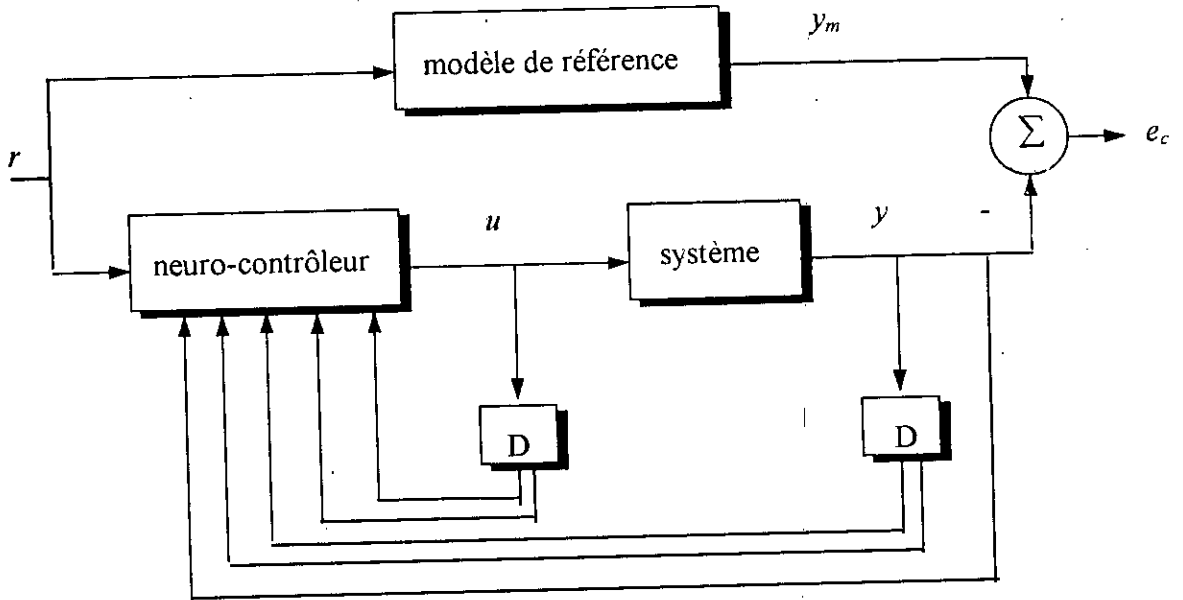 y_m
modèle de référence
Σ
e_c
r
neuro-contrôleur
u
système
y
-
D
D